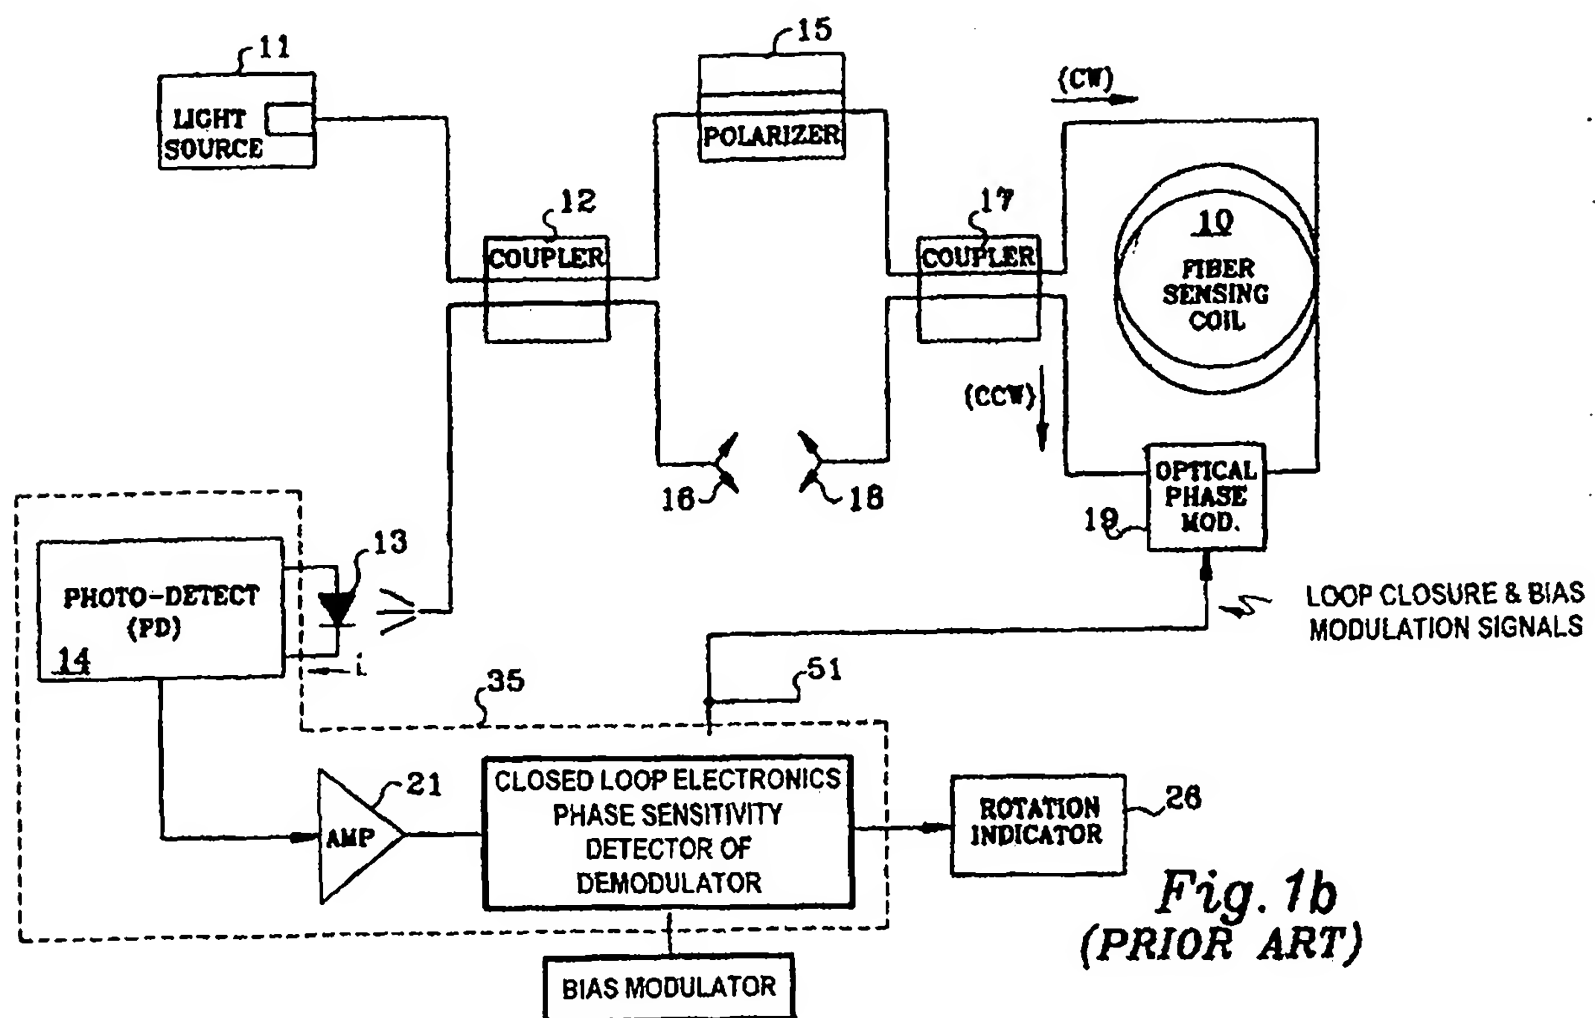 11
LIGHT
SOURCE
15
POLARIZER
(CW)
12
COUPLER
17
COUPLER
10
FIBER
SENSING
COIL
(CCW)
16
18
OPTICAL
PHASE
MOD.
19
13
PHOTO-DETECT
(PD)
14
i
LOOP CLOSURE & BIAS
MODULATION SIGNALS
35
51
21
AMP
CLOSED LOOP ELECTRONICS
PHASE SENSITIVITY
DETECTOR OF
DEMODULATOR
ROTATION
INDICATOR
26
BIAS MODULATOR
Fig. 1b
(PRIOR ART)